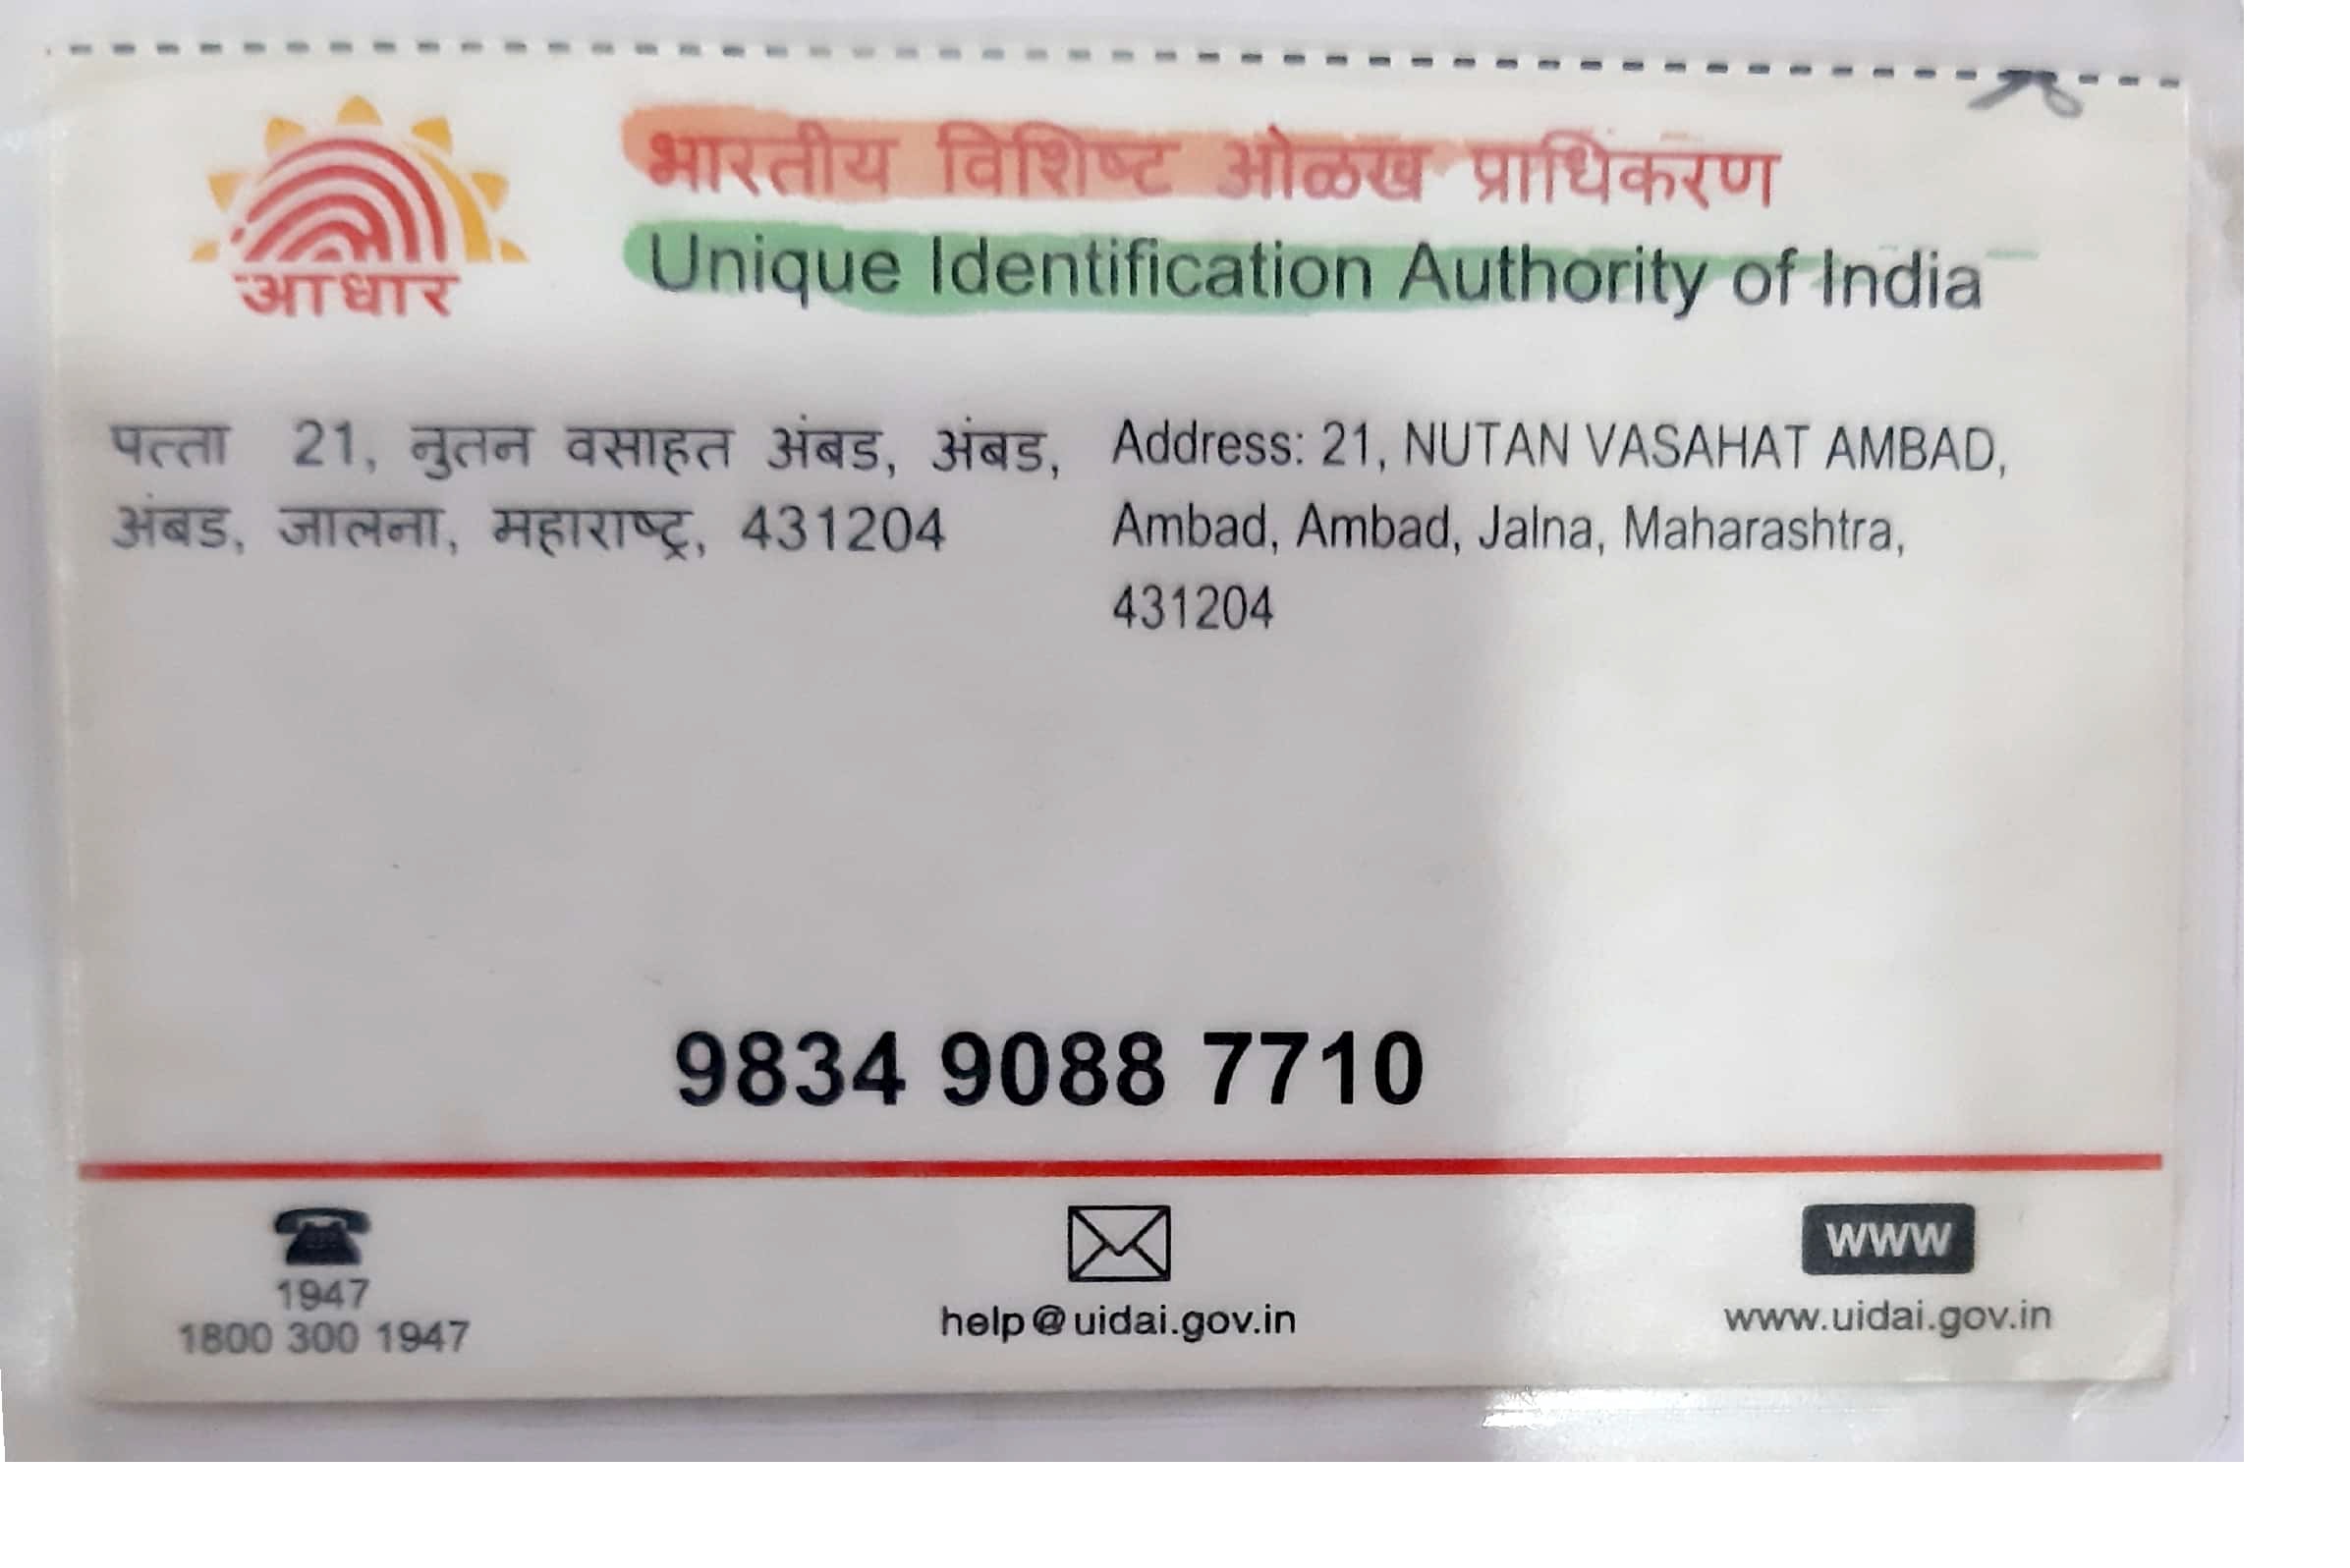 भारतीय विशिष्ट ओळख प्राधिकरण
Unique Identification Authority of India
आधार
पत्ता 21, नुतन वसाहत अंबड, अंबड,
अंबड, जालना, महाराष्ट्र, 431204
Address: 21, NUTAN VASAHAT AMBAD,
Ambad, Ambad, Jalna, Maharashtra,
431204
9834 9088 7710
1947
1800 300 1947
help@uidai.gov.in
WWW
www.uidai.gov.in